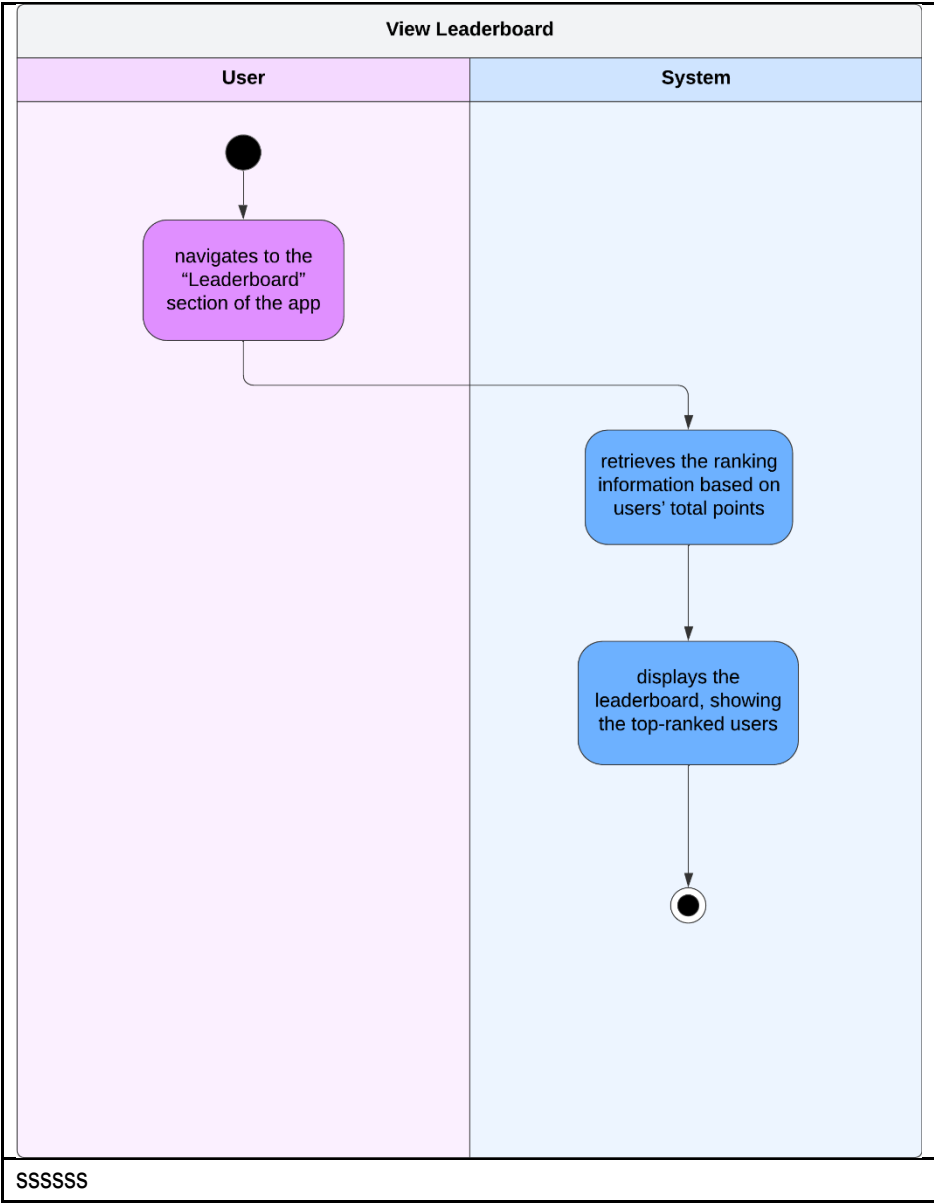 View Leaderboard
User
System
navigates to the
“Leaderboard”
section of the app
retrieves the ranking
information based on
users’ total points
displays the
leaderboard, showing
the top-ranked users
ssssss